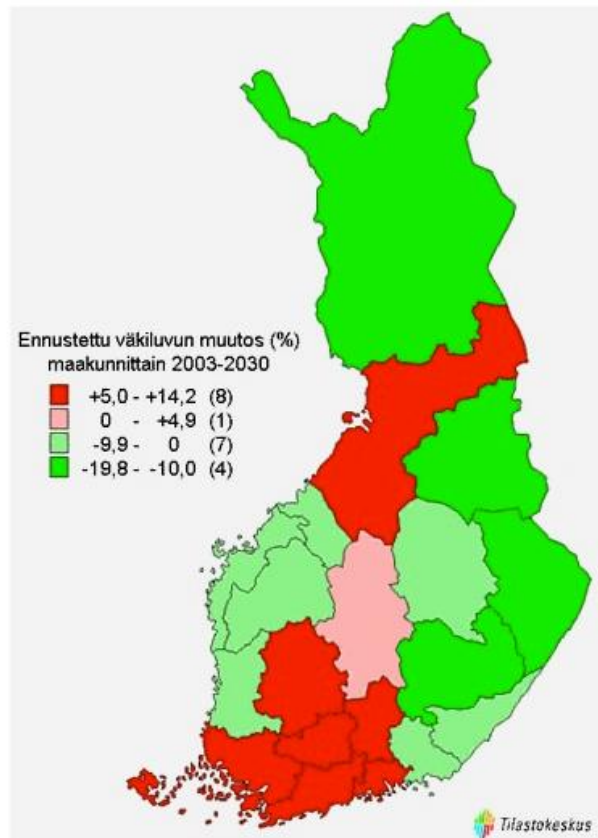 Ennustettu väkiluvun muutos (%)
maakunnittain 2003-2030
+5,0 - +14,2 (8)
0 - +4,9 (1)
-9,9 - 0 (7)
-19,8 - -10,0 (4)
Tilastokeskus